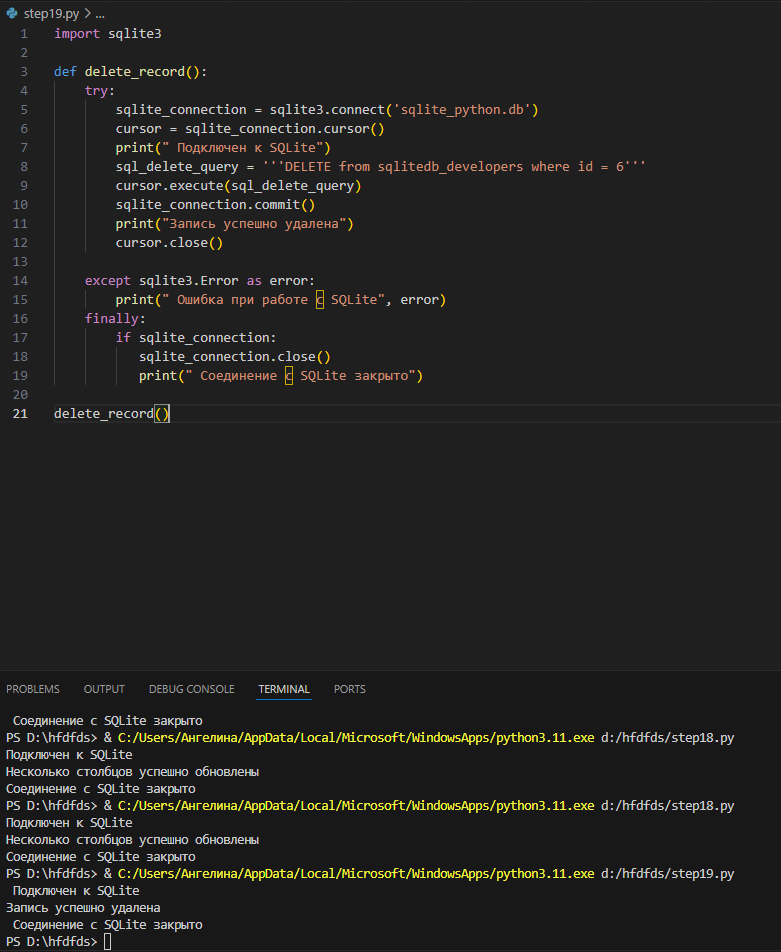 step19.py > ...
1 import sqlite3
2
3 def delete_record():
4 try:
5 sqlite_connection = sqlite3.connect('sqlite_python.db')
6 cursor = sqlite_connection.cursor()
7 print(" Подключен к SQLite")
8 sql_delete_query = '''DELETE from sqlitedb_developers where id = 6'''
9 cursor.execute(sql_delete_query)
10 sqlite_connection.commit()
11 print("Запись успешно удалена")
12 cursor.close()
13
14 except sqlite3.Error as error:
15 print(" Ошибка при работе с SQLite", error)
16 finally:
17 if sqlite_connection:
18 sqlite_connection.close()
19 print(" Соединение с SQLite закрыто")
20
21 delete_record()
PROBLEMS OUTPUT DEBUG CONSOLE TERMINAL PORTS
Соединение с SQLite закрыто
PS D:\hfdfds> & C:/Users/Ангелина/AppData/Local/Microsoft/WindowsApps/python3.11.exe d:/hfdfds/step18.py
Подключен к SQLite
Несколько столбцов успешно обновлены
Соединение с SQLite закрыто
PS D:\hfdfds> & C:/Users/Ангелина/AppData/Local/Microsoft/WindowsApps/python3.11.exe d:/hfdfds/step18.py
Подключен к SQLite
Несколько столбцов успешно обновлены
Соединение с SQLite закрыто
PS D:\hfdfds> & C:/Users/Ангелина/AppData/Local/Microsoft/WindowsApps/python3.11.exe d:/hfdfds/step19.py
Подключен к SQLite
Запись успешно удалена
Соединение с SQLite закрыто
PS D:\hfdfds>